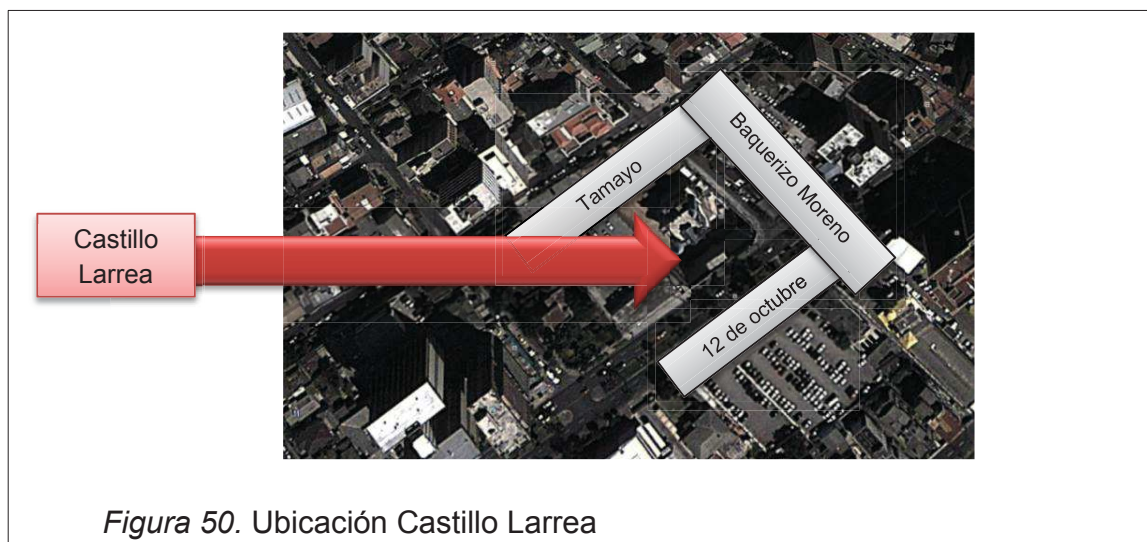 Baquerizo Moreno
Tamayo
Castillo
Larrea
12 de octubre
Figura 50. Ubicación Castillo Larrea